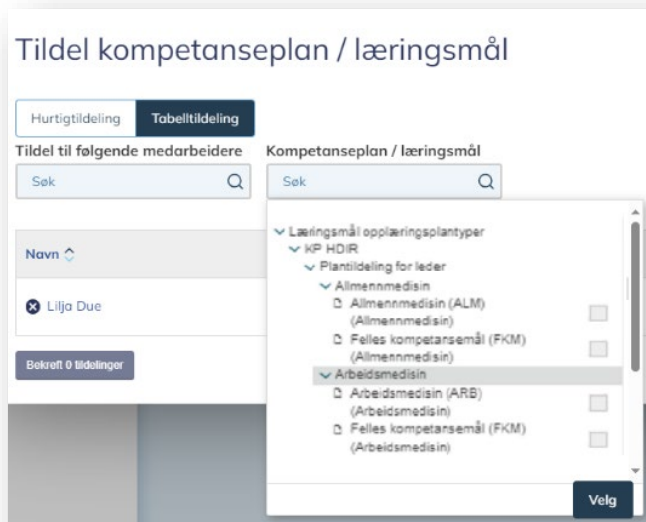 Tildel kompetanseplan / læringsmål
Hurtigtildeling Tabelltildeling
Tildel til følgende medarbeidere Kompetanseplan / læringsmål
Søk Søk
Læringsmål opplæringsplantyper
KP HDIR
Plantildeling for leder
Allmennmedisin
Allmennmedisin (ALM)
(Allmennmedisin)
Felles kompetansemål (FKM)
(Allmennmedisin)
Arbeidsmedisin
Arbeidsmedisin (ARB)
(Arbeidsmedisin)
Felles kompetansemål (FKM)
(Arbeidsmedisin)
Velg
Navn
Lilja Due
Bekreft 0 tildelinger